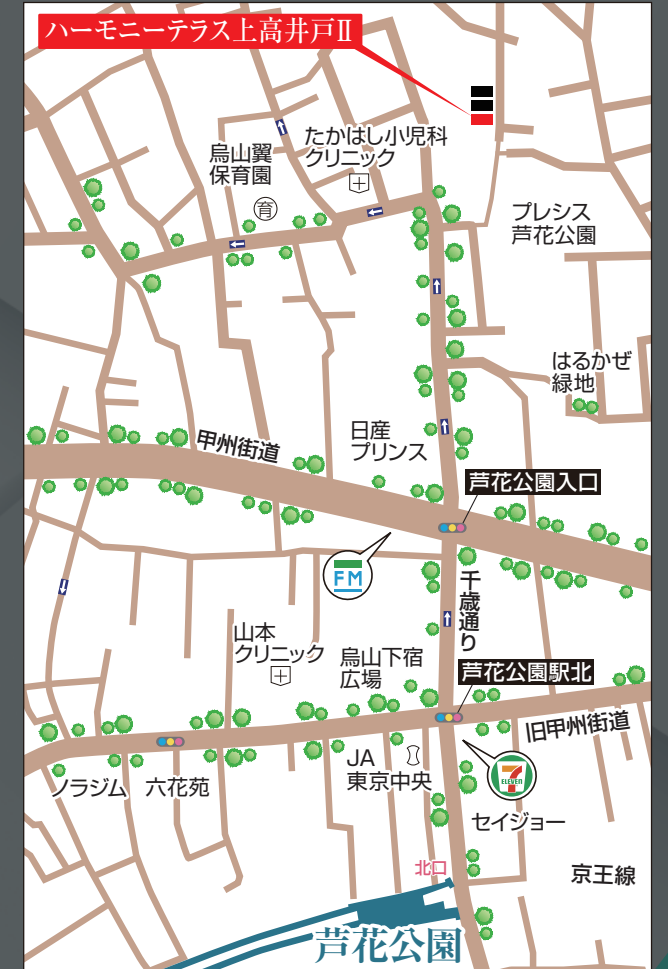 ハーモニーテラス上高井戸Ⅱ
たかはし小児科
クリニック
烏山翼
保育園
育
プレシス
芦花公園
はるかぜ
緑地
日産
プリンス
甲州街道
芦花公園入口
FM
千歳通り
山本
クリニック
烏山下宿
広場
芦花公園駅北
旧甲州街道
JA
東京中央
7
ELEVEN
ノラジム
六花苑
セイジョー
北口
京王線
芦花公園